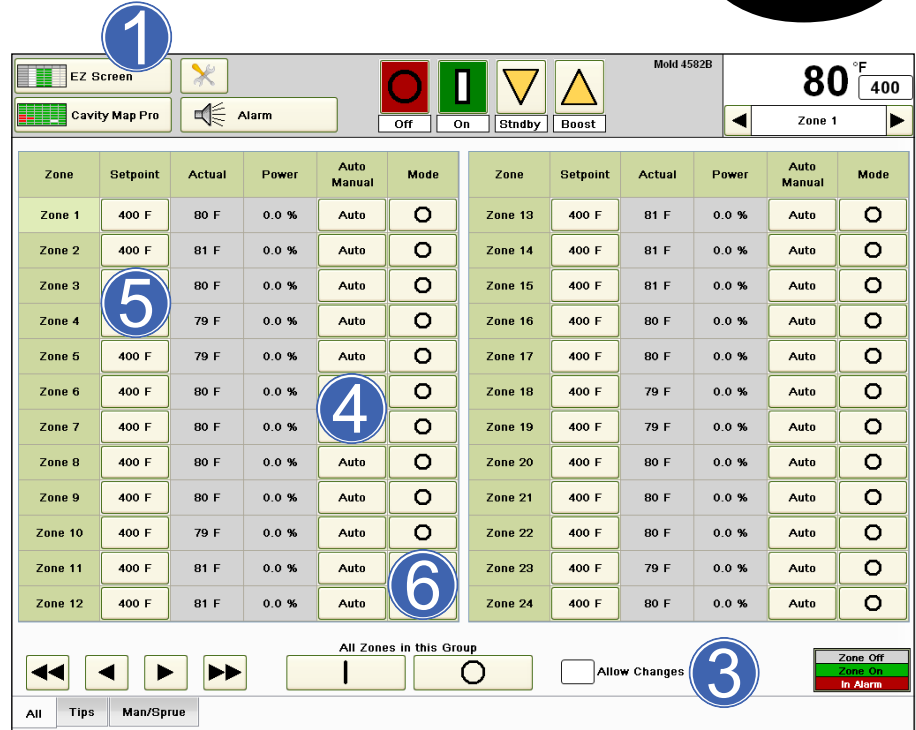 1
EZ Screen
Mold 4582B
80 °F
400
Cavity Map Pro
Alarm
Off
On
Stndby
Boost
Zone 1
Zone Setpoint Actual Power Auto Manual Mode Zone Setpoint Actual Power Auto Manual Mode
Zone 1 400 F 80 F 0.0 % Auto O Zone 13 400 F 81 F 0.0 % Auto O
Zone 2 400 F 81 F 0.0 % Auto O Zone 14 400 F 81 F 0.0 % Auto O
Zone 3 80 F 0.0 % Auto O Zone 15 400 F 81 F 0.0 % Auto O
5
Zone 4 79 F 0.0 % Auto O Zone 16 400 F 80 F 0.0 % Auto O
Zone 5 400 F 79 F 0.0 % Auto O Zone 17 400 F 80 F 0.0 % Auto O
Zone 6 400 F 80 F 0.0 % O Zone 18 400 F 79 F 0.0 % Auto O
4
Zone 7 400 F 80 F 0.0 % O Zone 19 400 F 79 F 0.0 % Auto O
Zone 8 400 F 80 F 0.0 % Auto O Zone 20 400 F 80 F 0.0 % Auto O
Zone 9 400 F 80 F 0.0 % Auto O Zone 21 400 F 80 F 0.0 % Auto O
Zone 10 400 F 79 F 0.0 % Auto O Zone 22 400 F 80 F 0.0 % Auto O
Zone 11 400 F 81 F 0.0 % Auto Zone 23 400 F 79 F 0.0 % Auto O
6
Zone 12 400 F 81 F 0.0 % Auto Zone 24 400 F 80 F 0.0 % Auto O
All Zones in this Group
I O
Allow Changes
3
Zone Off
Zone On
In Alarm
All Tips Man/Sprue